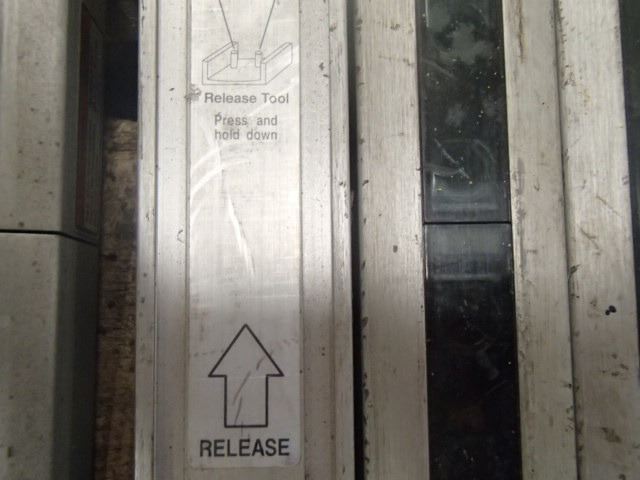 Release Tool
Press and
hold down
RELEASE